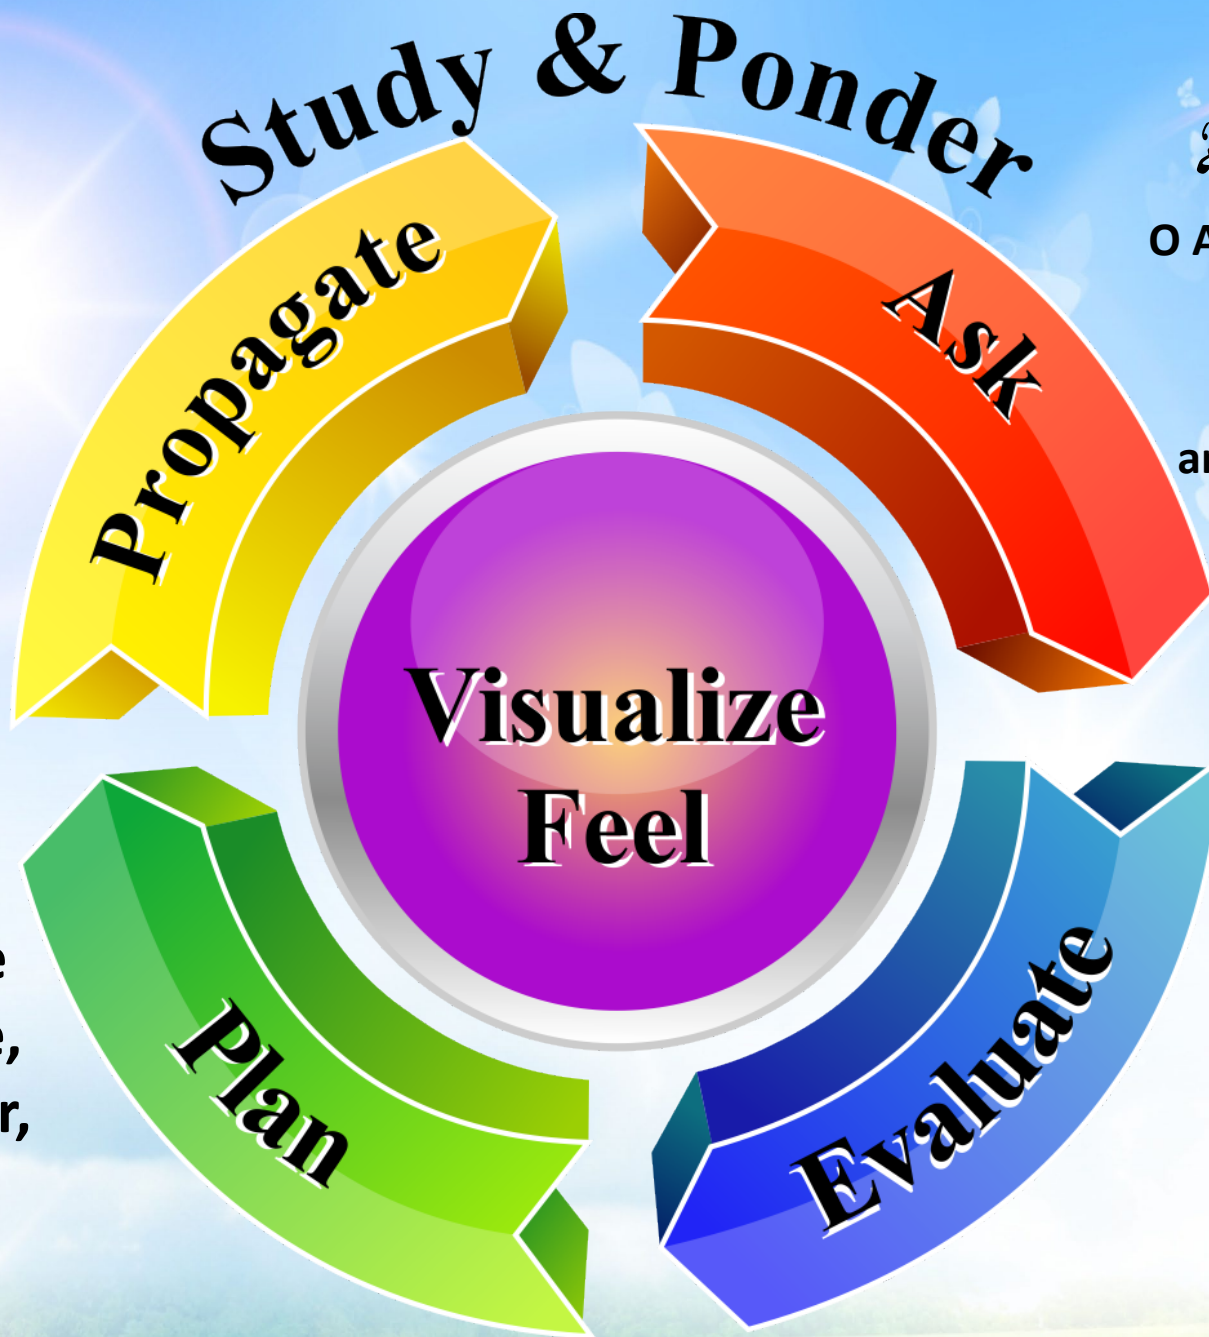 Study & Ponder
Propagate
Ask
O A
Visualize
Feel
Plan
Evaluate